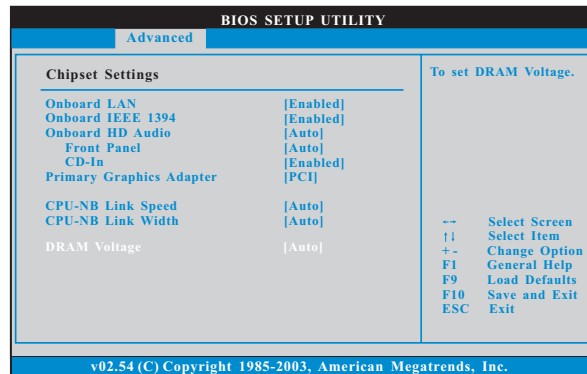 BIOS SETUP UTILITY
Advanced
Chipset Settings
Onboard LAN [Enabled]
Onboard IEEE 1394 [Enabled]
Onboard HD Audio [Auto]
Front Panel [Auto]
CD-In [Enabled]
Primary Graphics Adapter [PCI]
CPU-NB Link Speed [Auto]
CPU-NB Link Width [Auto]
DRAM Voltage [Auto]
To set DRAM Voltage.
←→ Select Screen
↑↓ Select Item
+ - Change Option
F1 General Help
F9 Load Defaults
F10 Save and Exit
ESC Exit
v02.54 (C) Copyright 1985-2003, American Megatrends, Inc.